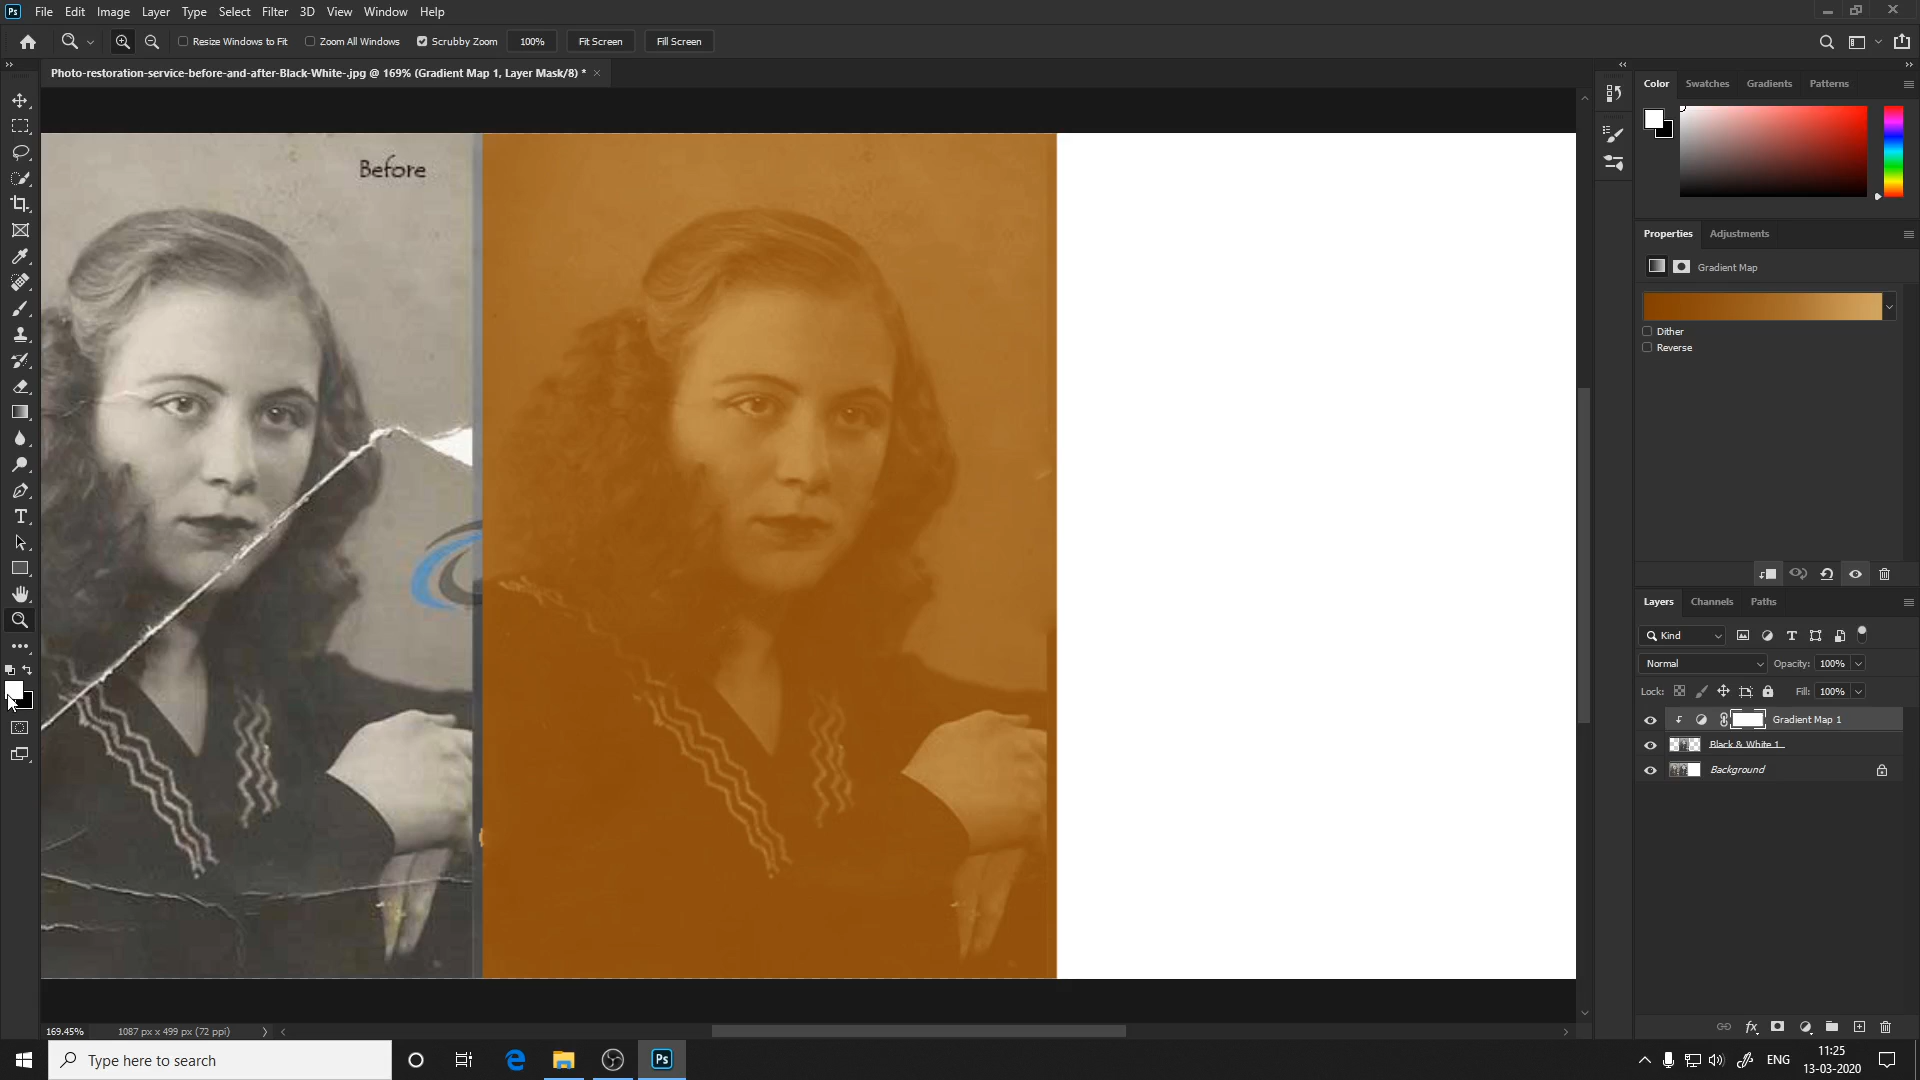 File Edit Image Layer Type Select Filter 3D View Window Help
Resize Windows to Fit Zoom All Windows Scrubby Zoom 100% Fit Screen Fill Screen
Photo-restoration-service-before-and-after-Black-White-.jpg @ 169% (Gradient Map 1, Layer Mask/8) *
Color Swatches Gradients Patterns
Before
Properties Adjustments
Gradient Map
Dither
Reverse
Layers Channels Paths
Kind
Normal Opacity: 100%
Lock: Fill: 100%
Gradient Map 1
Black & White 1
Background
169.45% 1087 px x 499 px (72 ppi)
Type here to search
ENG
11:25
13-03-2020